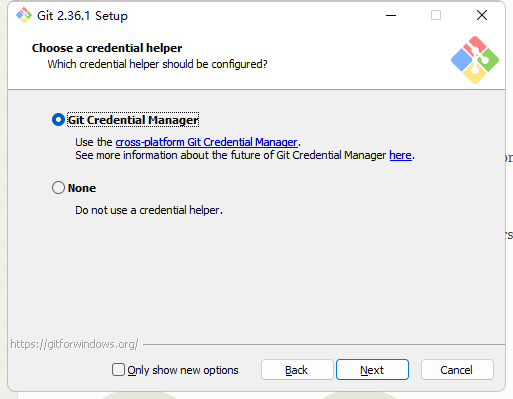 Git 2.36.1 Setup
Choose a credential helper
Which credential helper should be configured?
Git Credential Manager
Use the cross-platform Git Credential Manager.
See more information about the future of Git Credential Manager here.
None
Do not use a credential helper.
https://gitforwindows.org/
Only show new options
Back
Next
Cancel